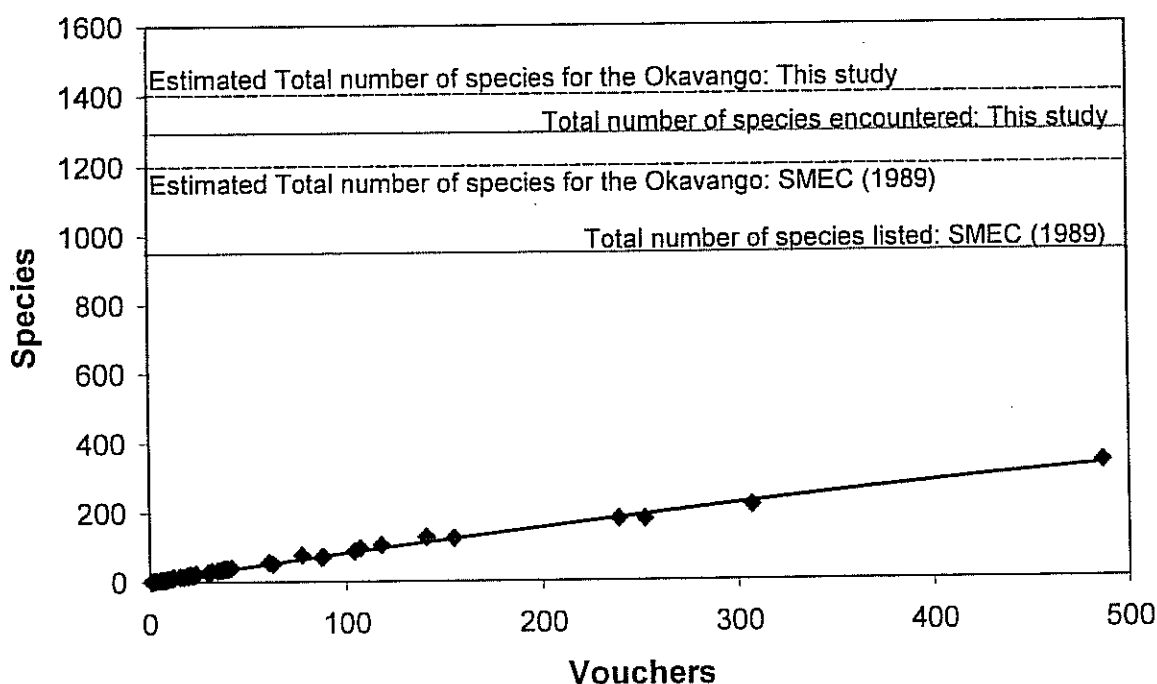 1600
Estimated Total number of species for the Okavango: This study
1400
Total number of species encountered: This study
1200
Estimated Total number of species for the Okavango: SMEC (1989)
1000
Total number of species listed: SMEC (1989)
800
600
400
200
0
Species
0 100 200 300 400 500
Vouchers